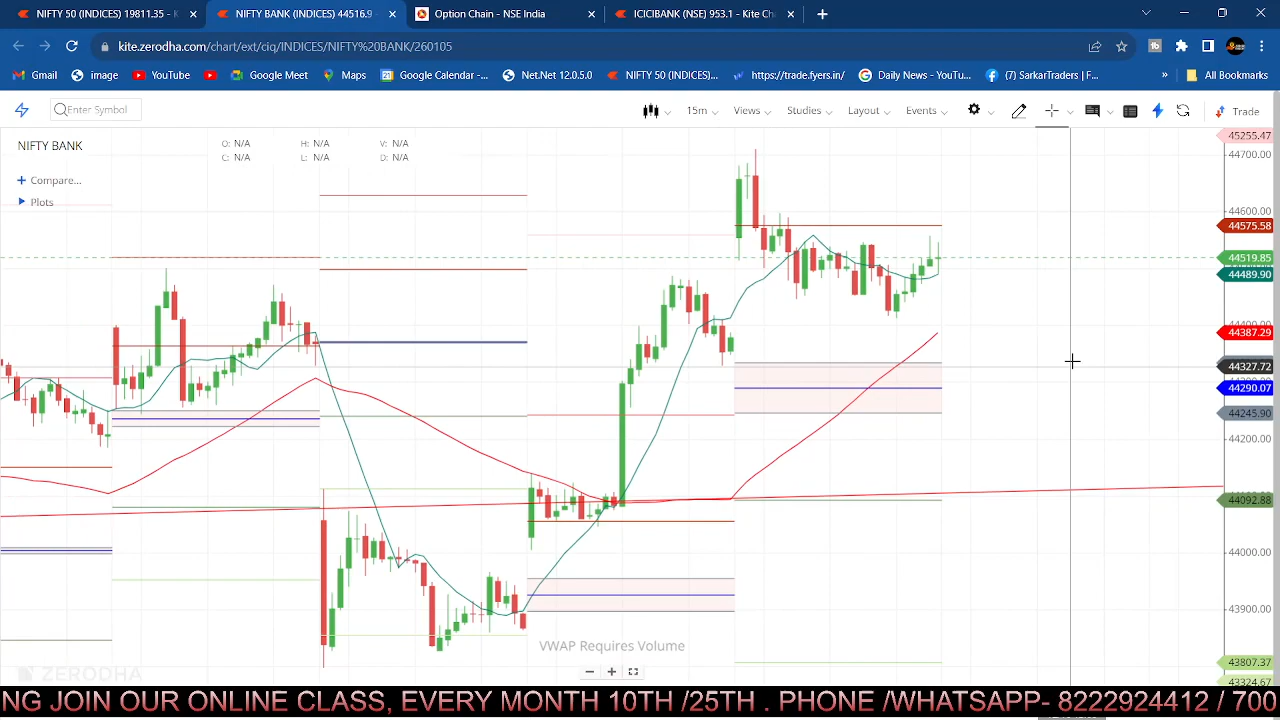 NIFTY 50 (INDICES) 19811.35 - K
NIFTY BANK (INDICES) 44516.9 -
Option Chain - NSE India
ICICIBANK (NSE) 953.1 - Kite Ch
kite.zerodha.com/chart/ext/ciq/INDICES/NIFTY%20BANK/260105
Gmail
image
YouTube
Google Meet
Maps
Google Calendar -...
Net.Net 12.0.5.0
NIFTY 50 (INDICES)...
https://trade.fyers.in/
Daily News - YouTu...
(7) SarkarTraders | F...
»
All Bookmarks
Enter Symbol
15m
Views
Studies
Layout
Events
Trade
NIFTY BANK
O: N/A H: N/A V: N/A
C: N/A L: N/A D: N/A
+ Compare...
Plots
45255.47
44700.00
44600.00
44575.58
44519.85
44489.90
44400.00
44387.29
44327.72
44290.07
44245.90
44200.00
44092.88
44000.00
43900.00
VWAP Requires Volume
43807.37
43324.67
ZERODHA
NG JOIN OUR ONLINE CLASS, EVERY MONTH 10TH /25TH . PHONE /WHATSAPP- 8222924412 / 700